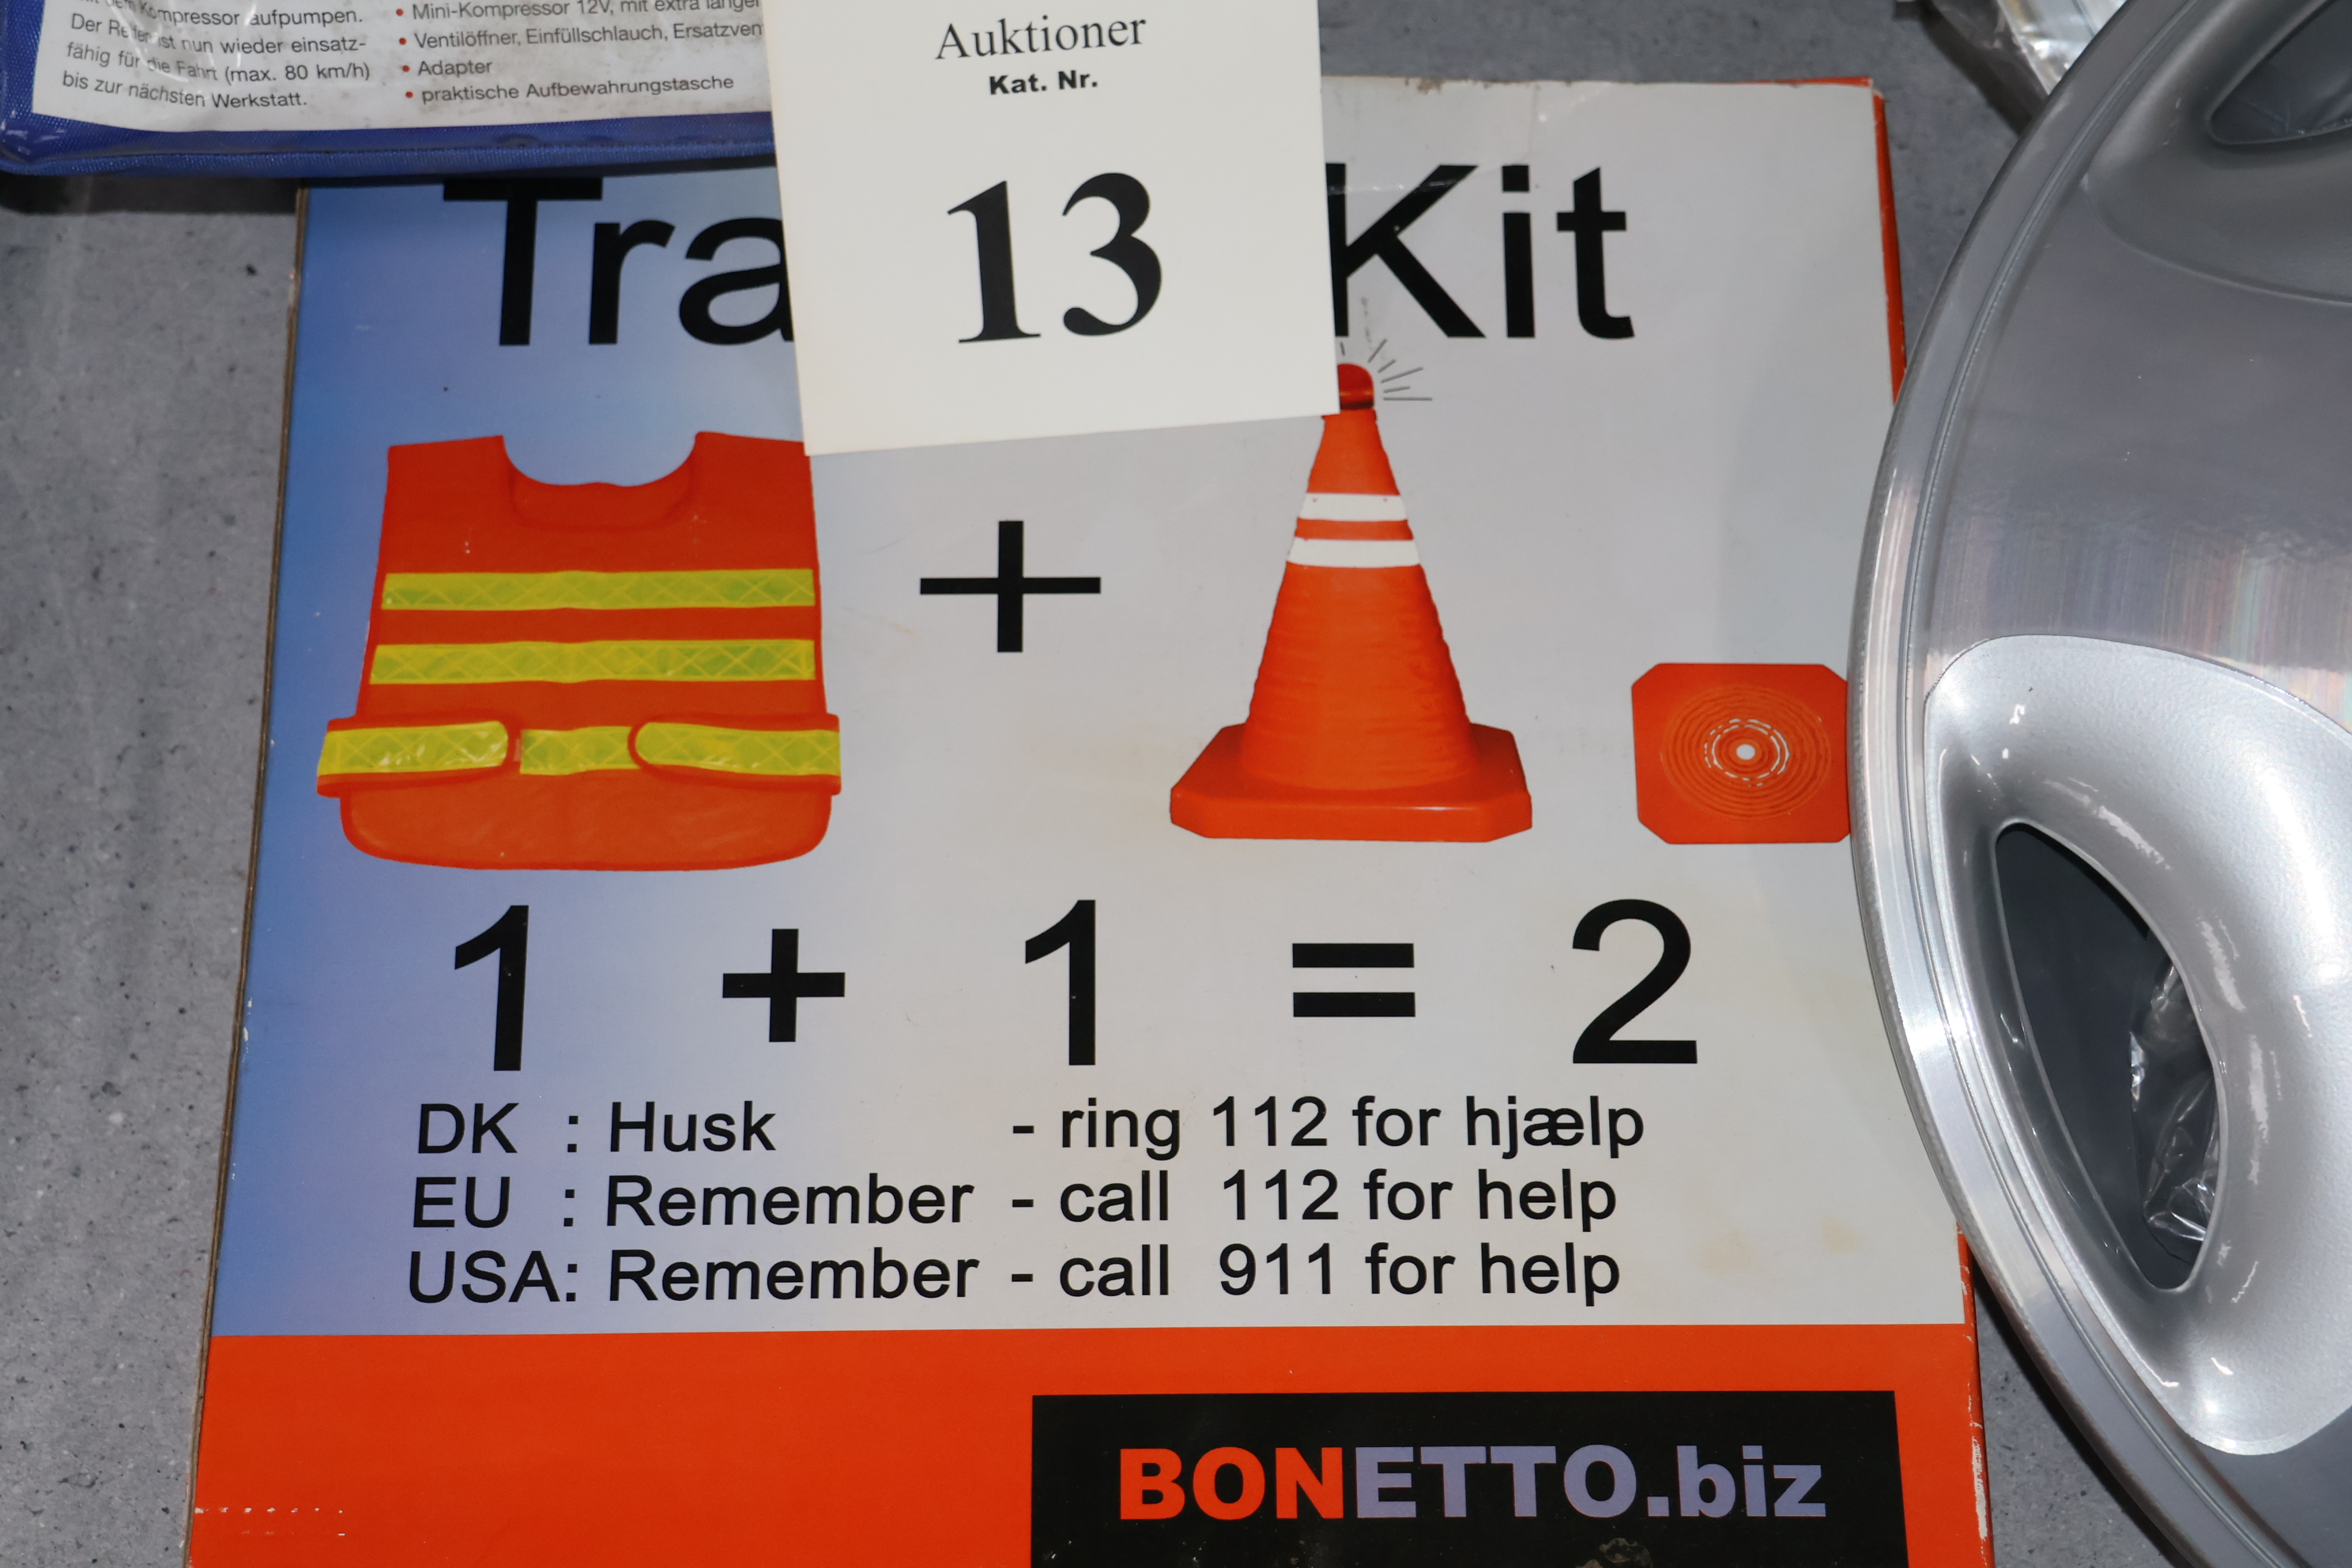 Kompressor aufpumpen.
Der Reifen ist nun wieder einsatz-
fähig für die Fahrt (max. 80 km/h)
bis zur nächsten Werkstatt.
• Mini-Kompressor 12V, mit extra langer
• Ventilöffner, Einfüllschlauch, Ersatzven
• Adapter
• praktische Aufbewahrungstasche
Auktioner
Kat. Nr.
13
Tra Kit
+
1 + 1 = 2
DK : Husk - ring 112 for hjælp
EU : Remember - call 112 for help
USA: Remember - call 911 for help
BONETTO.biz